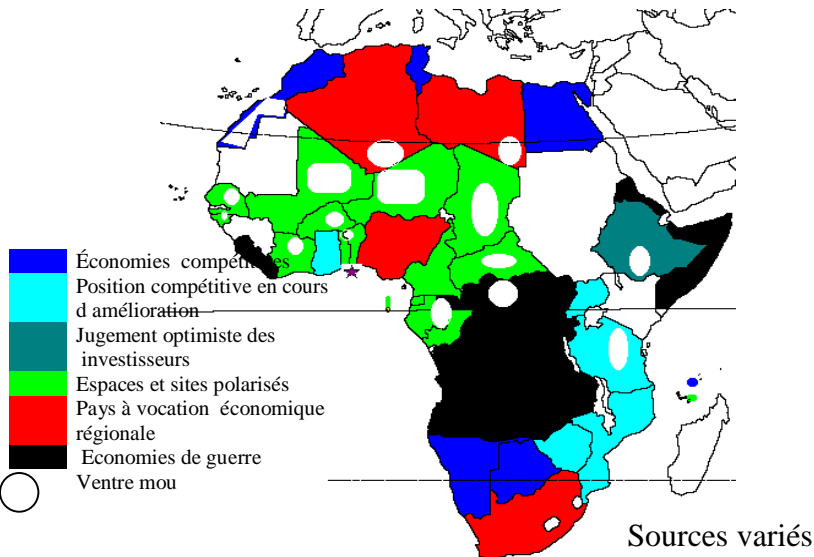 Économies compétitives
Position compétitive en cours
d amélioration
Jugement optimiste des
investisseurs
Espaces et sites polarisés
Pays à vocation économique
régionale
Economies de guerre
Ventre mou
Sources variés